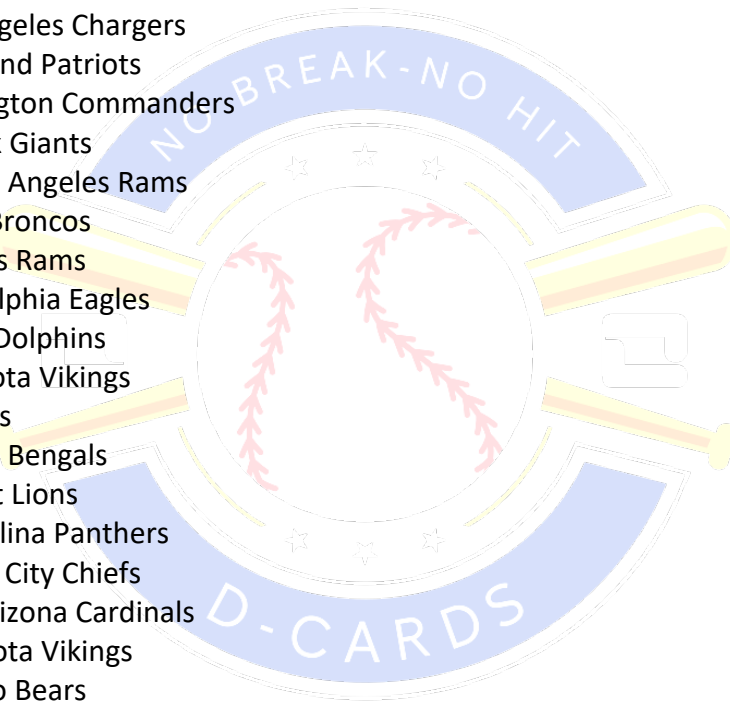 geles Chargers
nd Patriots
gton Commanders
Giants
Angeles Rams
Broncos
s Rams
lphia Eagles
Dolphins
ota Vikings
s
Bengals
t Lions
lina Panthers
City Chiefs
izona Cardinals
ota Vikings
o Bears
NO BREAK-NO HIT
D-CARDS